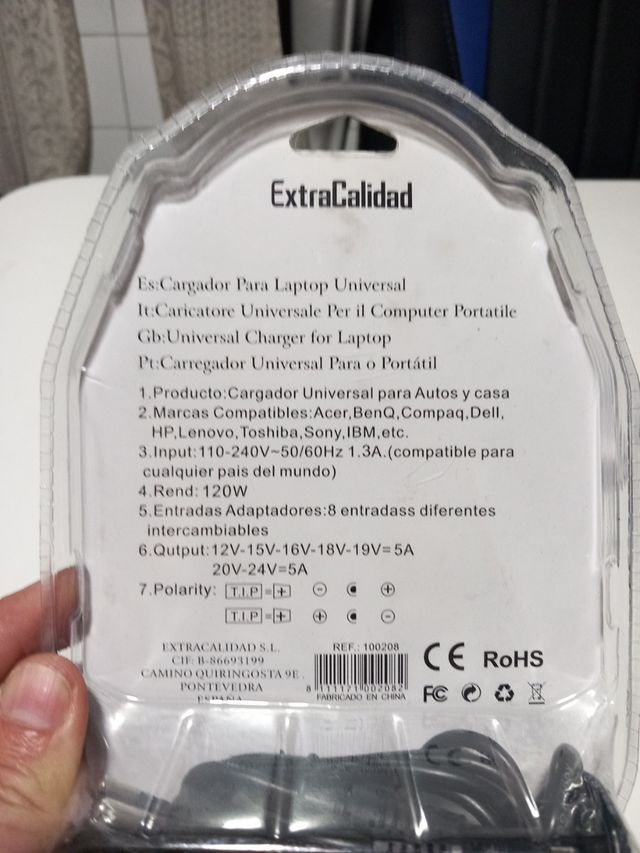 ExtraCalidad
Es:Cargador Para Laptop Universal
It:Caricatore Universale Per il Computer Portatile
Gb:Universal Charger for Laptop
Pt:Carregador Universal Para o Portátil
1.Producto:Cargador Universal para Autos y casa
2.Marcas Compatibles:Acer,BenQ,Compaq,Dell,
HP,Lenovo,Toshiba,Sony,IBM,etc.
3.Input:110-240V~50/60Hz 1.3A.(compatible para
cualquier pais del mundo)
4.Rend: 120W
5.Entradas Adaptadores:8 entradass diferentes
intercambiables
6.Qutput:12V-15V-16V-18V-19V=5A
20V-24V=5A
7.Polarity: T.I.P=+ - +
T.I.P=+ + -
EXTRACALIDAD S.L.
CIF: B-86693199
CAMINO QUIRINGOSTA 9E .
PONTEVEDRA
ESPAÑA
REF.: 100208
8 111171 002082
FABRICADO EN CHINA
CE RoHS
FC